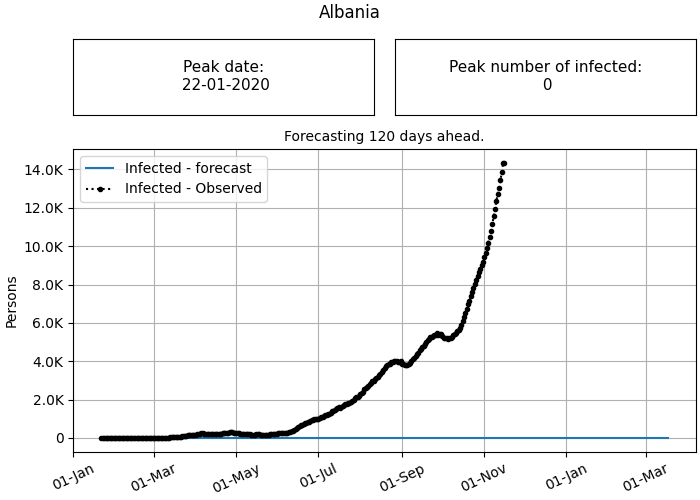 Albania
Peak date:
22-01-2020
Peak number of infected:
0
Forecasting 120 days ahead.
Infected - forecast
Infected - Observed
14.0K
12.0K
10.0K
8.0K
6.0K
4.0K
2.0K
0
Persons
01-Jan
01-Mar
01-May
01-Jul
01-Sep
01-Nov
01-Jan
01-Mar